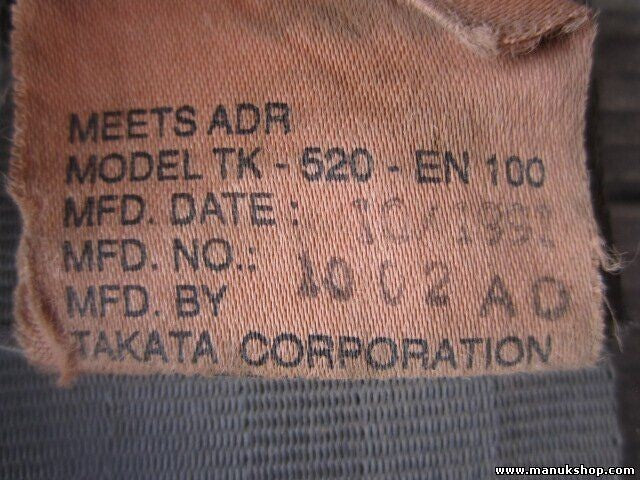 MEETS ADR
MODEL TK - 520 - EN 100
MFD. DATE : 10/1991
MFD. NO.: 1002 AO
MFD. BY
TAKATA CORPORATION
www.manukshop.com